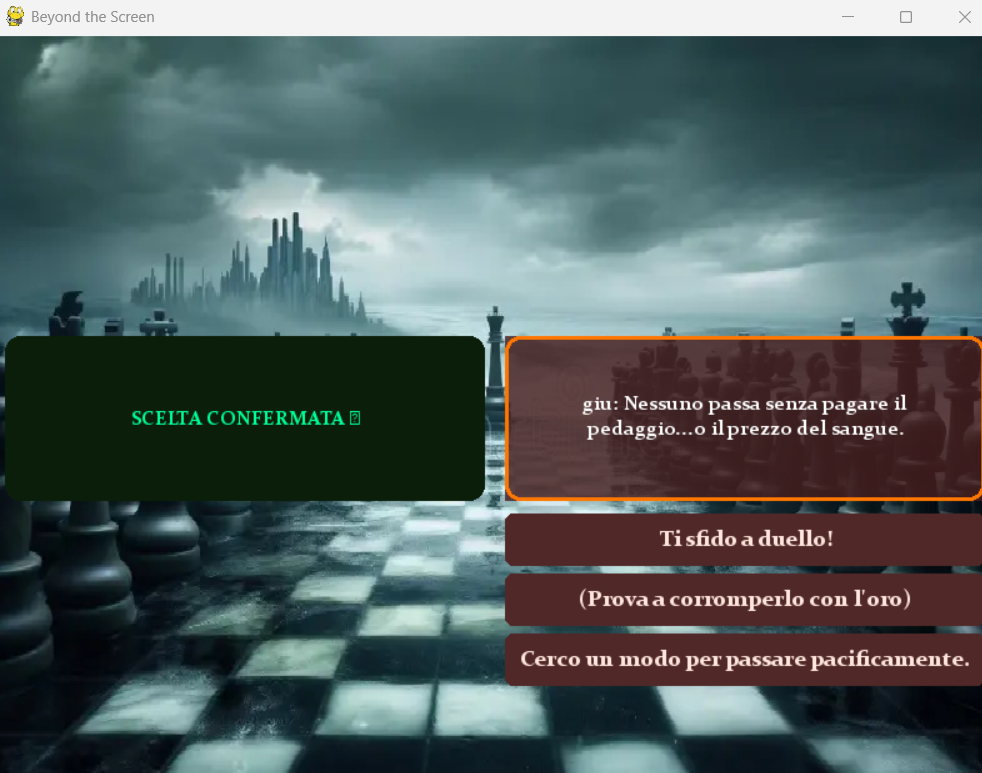 Beyond the Screen
SCELTA CONFERMATA
giu: Nessuno passa senza pagare il
pedaggio...o il prezzo del sangue.
Ti sfido a duello!
(Prova a corromperlo con l'oro)
Cerco un modo per passare pacificamente.